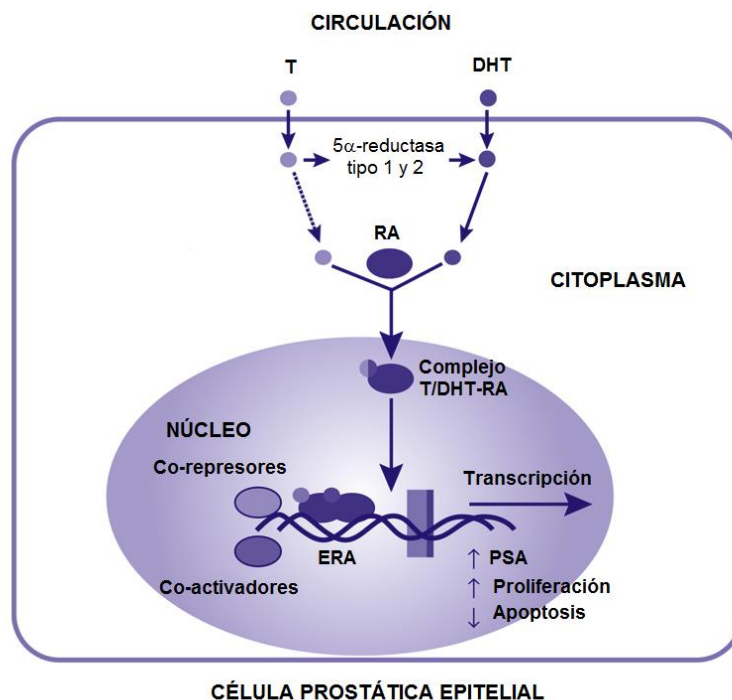 CIRCULACIÓN
T
DHT
5α-reductasa
tipo 1 y 2
RA
CITOPLASMA
Complejo
T/DHT-RA
NÚCLEO
Co-represores
Transcripción
ERA
Co-activadores
↑ PSA
↑ Proliferación
↓ Apoptosis
CÉLULA PROSTÁTICA EPITELIAL